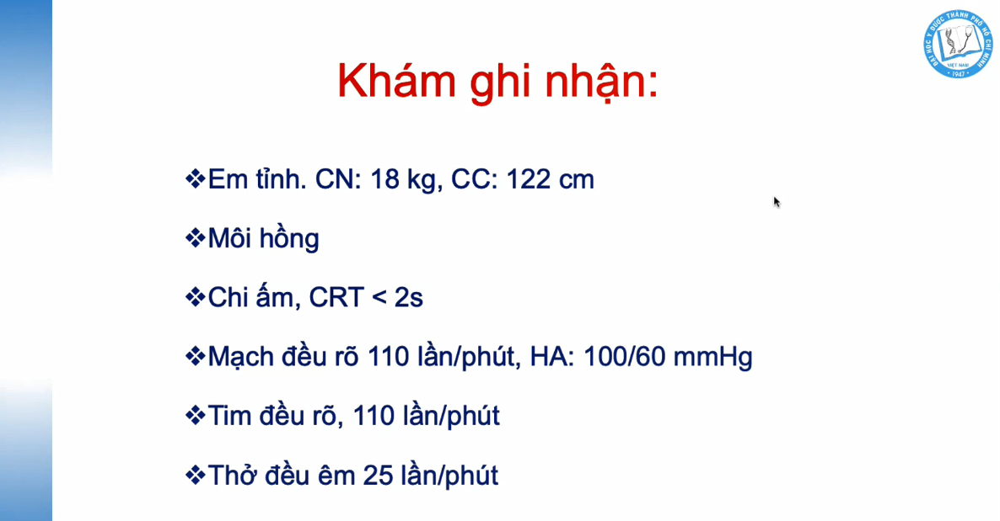 ĐẠI HỌC Y DƯỢC THÀNH PHỐ HỒ CHÍ MINH
VIỆT NAM
1947
Khám ghi nhận:
❖Em tỉnh. CN: 18 kg, CC: 122 cm
❖Môi hồng
❖Chi ấm, CRT < 2s
❖Mạch đều rõ 110 lần/phút, HA: 100/60 mmHg
❖Tim đều rõ, 110 lần/phút
❖Thở đều êm 25 lần/phút